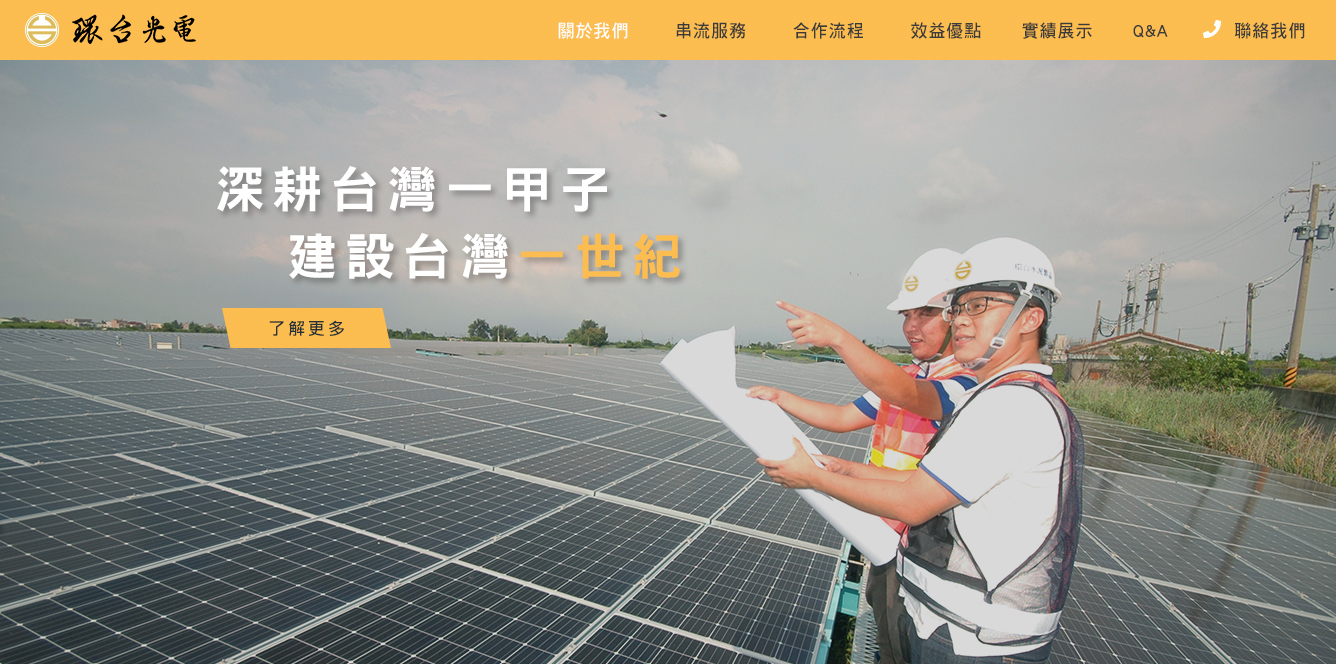 環台光電
關於我們
串流服務
合作流程
效益優點
實績展示
Q&A
聯絡我們
深耕台灣一甲子
建設台灣一世紀
了解更多